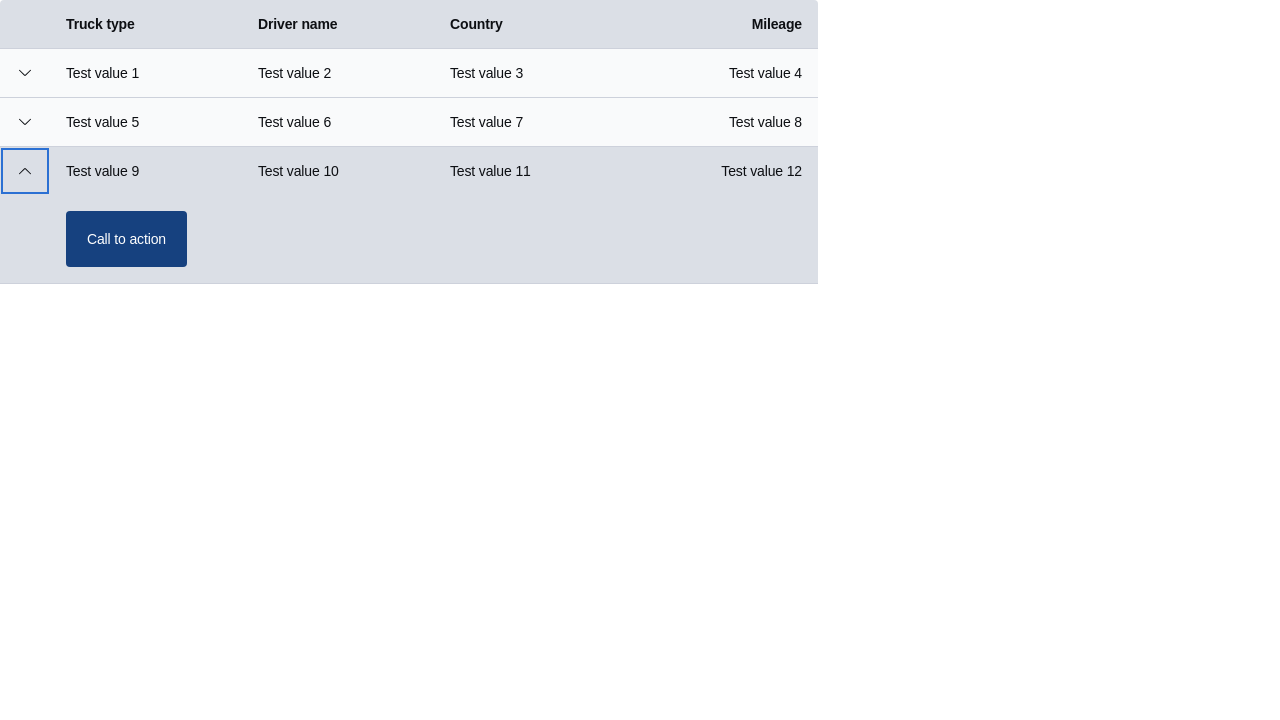 Truck type Driver name Country Mileage
Test value 1 Test value 2 Test value 3 Test value 4
Test value 5 Test value 6 Test value 7 Test value 8
Test value 9 Test value 10 Test value 11 Test value 12
Call to action